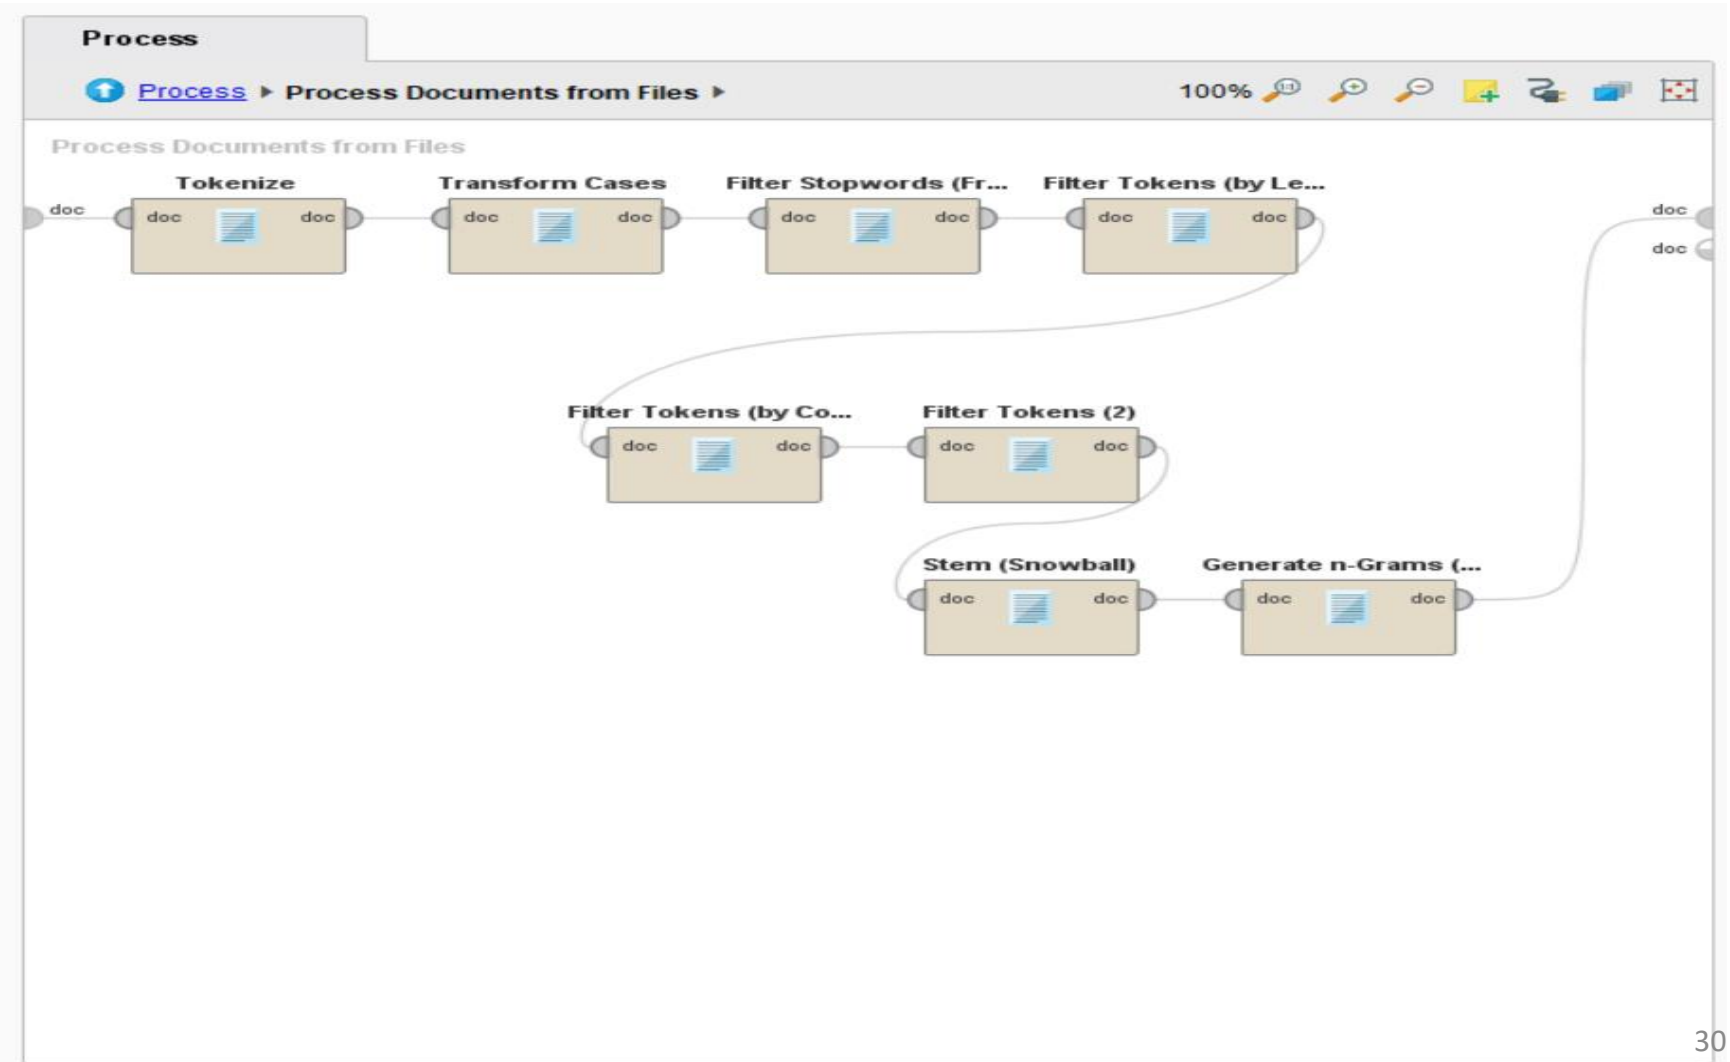 Process
Process Process Documents from Files 100%
Process Documents from Files
Tokenize Transform Cases Filter Stopwords (Fr... Filter Tokens (by Le...
doc doc doc doc doc doc doc doc doc doc
doc
Filter Tokens (by Co... Filter Tokens (2)
doc doc doc doc
Stem (Snowball) Generate n-Grams (...
doc doc doc doc
30